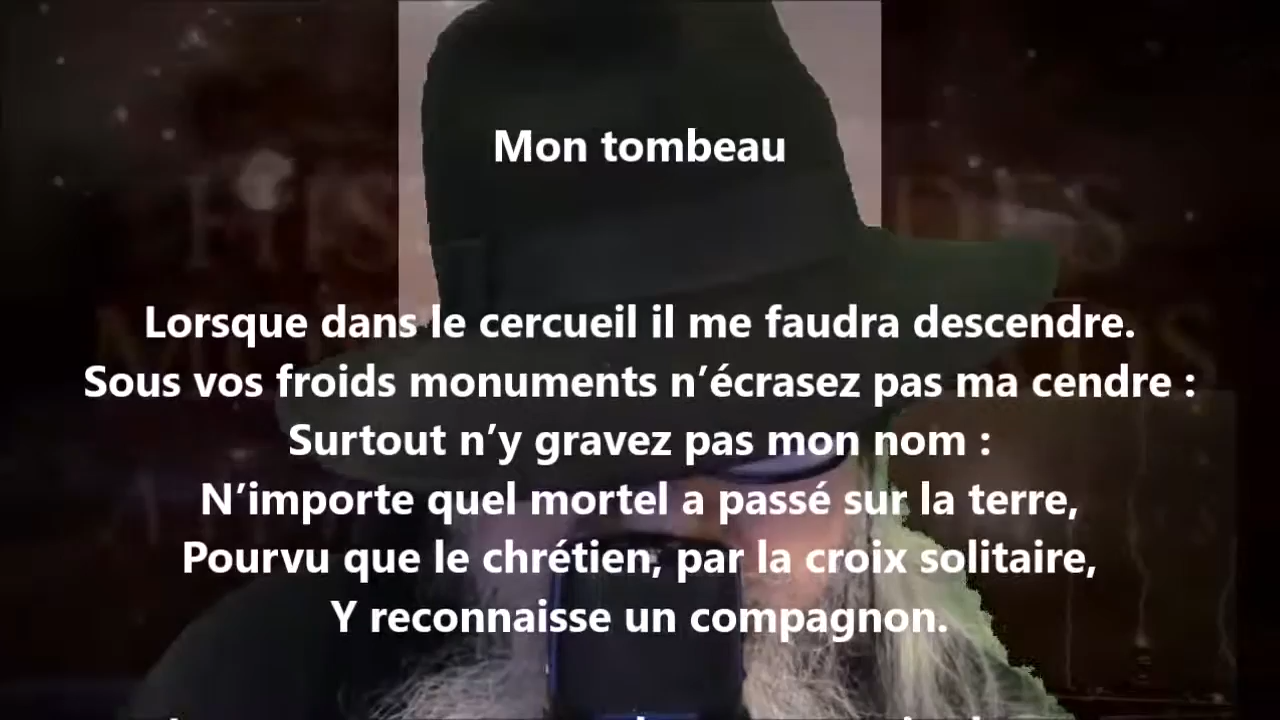 Mon tombeau
Lorsque dans le cercueil il me faudra descendre.
Sous vos froids monuments n’écrasez pas ma cendre :
Surtout n’y gravez pas mon nom :
N’importe quel mortel a passé sur la terre,
Pourvu que le chrétien, par la croix solitaire,
Y reconnaisse un compagnon.